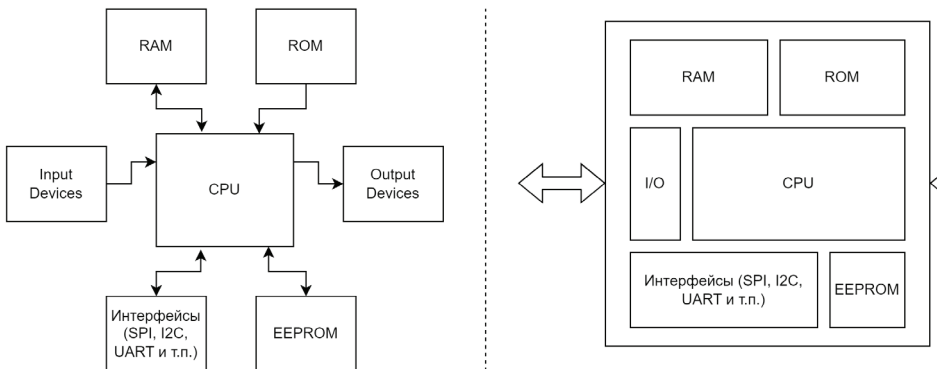 RAM
ROM
Input
Devices
CPU
Output
Devices
Интерфейсы
(SPI, I2C,
UART и т.п.)
EEPROM
RAM
ROM
I/O
CPU
Интерфейсы (SPI, I2C,
UART и т.п.)
EEPROM